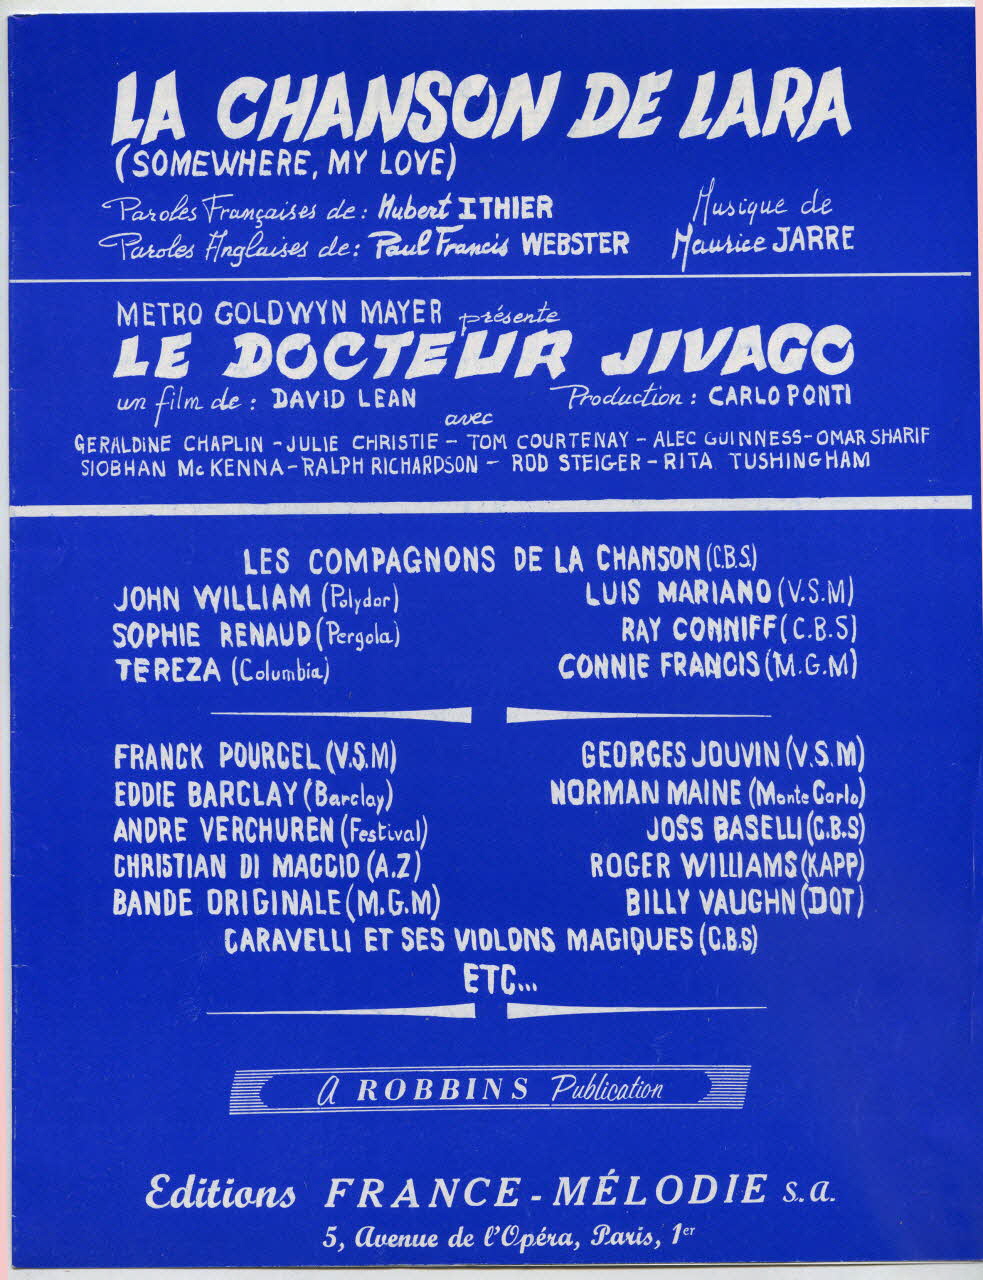 LA CHANSON DE LARA
(SOMEWHERE, MY LOVE)
Paroles Françaises de : Hubert ITHIER
Musique de
Paroles Anglaises de : Paul Francis WEBSTER
Maurice JARRE
METRO GOLDWYN MAYER présente
LE DOCTEUR JIVAGO
un film de : DAVID LEAN
Production : CARLO PONTI
avec
GERALDINE CHAPLIN - JULIE CHRISTIE - TOM COURTENAY - ALEC GUINNESS - OMAR SHARIF
SIOBHAN McKENNA - RALPH RICHARDSON - ROD STEIGER - RITA TUSHINGHAM
LES COMPAGNONS DE LA CHANSON (C.B.S)
JOHN WILLIAM (Polydor)
LUIS MARIANO (V.S.M)
SOPHIE RENAUD (Pergola)
RAY CONNIFF (C.B.S)
TEREZA (Columbia)
CONNIE FRANCIS (M.G.M)
FRANCK POURCEL (V.S.M)
GEORGES JOUVIN (V.S.M)
EDDIE BARCLAY (Barclay)
NORMAN MAINE (Monte Carlo)
ANDRE VERCHUREN (Festival)
JOSS BASELLI (C.B.S)
CHRISTIAN DI MACCIO (A.Z)
ROGER WILLIAMS (KAPP)
BANDE ORIGINALE (M.G.M)
BILLY VAUGHN (DOT)
CARAVELLI ET SES VIOLONS MAGIQUES (C.B.S)
ETC...
A ROBBINS Publication
Editions FRANCE - MÉLODIE s.a.
5, Avenue de l'Opéra, Paris, 1er